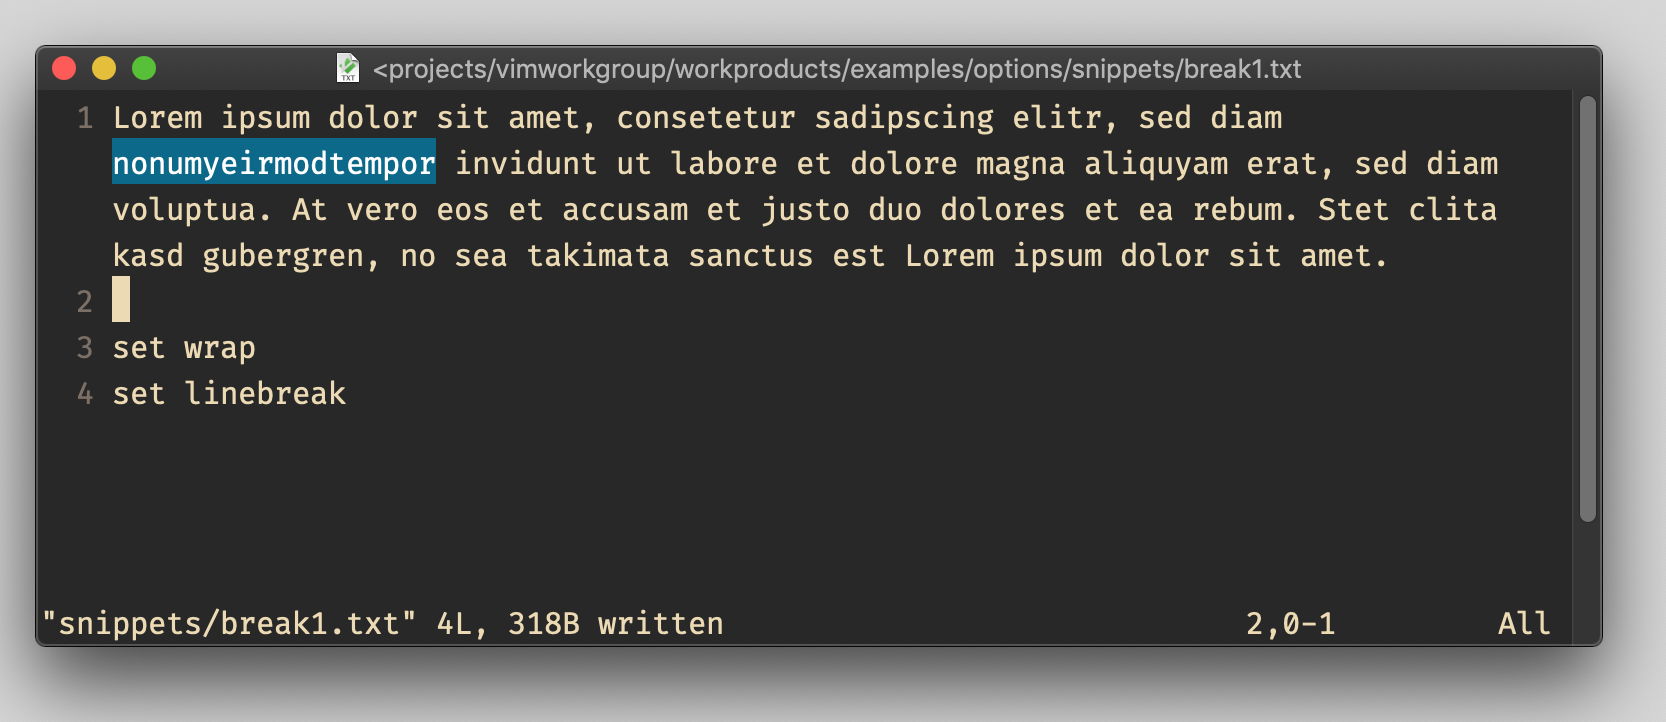 TXT
<projects/vimworkgroup/workproducts/examples/options/snippets/break1.txt
1 Lorem ipsum dolor sit amet, consetetur sadipscing elitr, sed diam
nonumyeirmodtempor invidunt ut labore et dolore magna aliquyam erat, sed diam
voluptua. At vero eos et accusam et justo duo dolores et ea rebum. Stet clita
kasd gubergren, no sea takimata sanctus est Lorem ipsum dolor sit amet.
2
3 set wrap
4 set linebreak
"snippets/break1.txt" 4L, 318B written 2,0-1 All